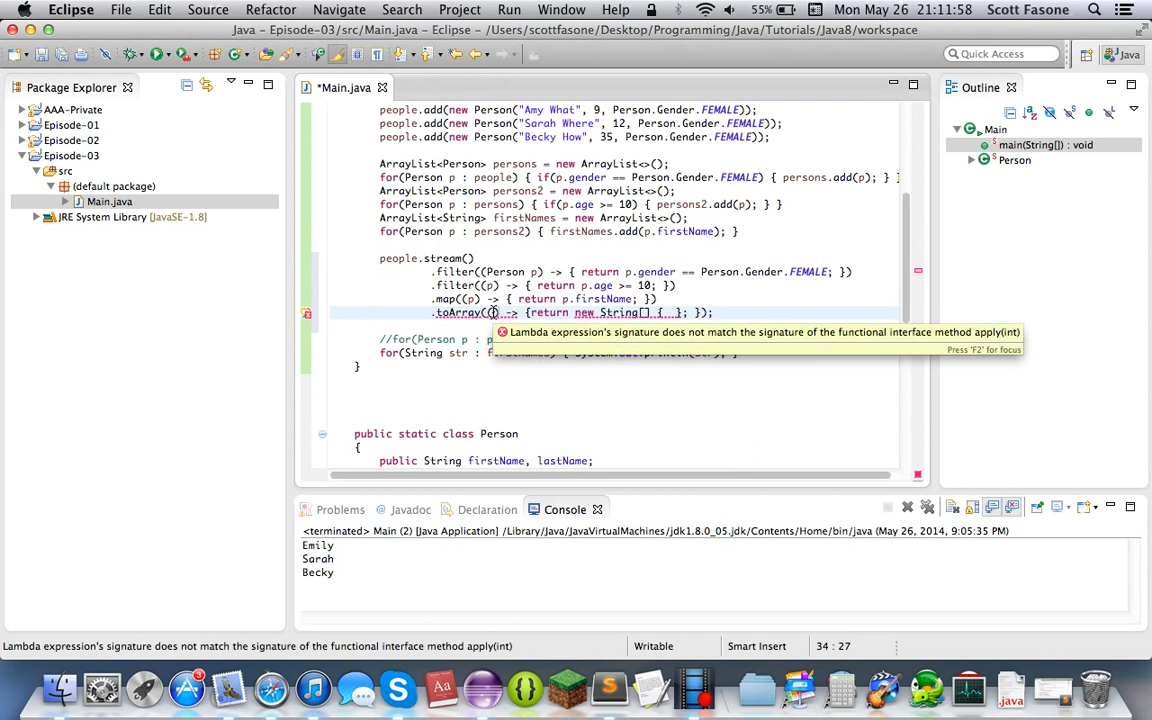 Eclipse File Edit Source Refactor Navigate Search Project Run Window Help 55% Mon May 26 21:11:58 Scott Fasone
Java - Episode-03/src/Main.java - Eclipse - /Users/scottfasone/Desktop/Programming/Java/Tutorials/Java8/workspace
Quick Access Java
Package Explorer
AAA-Private
Episode-01
Episode-02
Episode-03
src
(default package)
Main.java
JRE System Library [JavaSE-1.8]
*Main.java
people.add(new Person("Amy What", 9, Person.Gender.FEMALE));
people.add(new Person("Sarah Where", 12, Person.Gender.FEMALE));
people.add(new Person("Becky How", 35, Person.Gender.FEMALE));
ArrayList<Person> persons = new ArrayList<>();
for(Person p : people) { if(p.gender == Person.Gender.FEMALE) { persons.add(p); } }
ArrayList<Person> persons2 = new ArrayList<>();
for(Person p : persons) { if(p.age >= 10) { persons2.add(p); } }
ArrayList<String> firstNames = new ArrayList<>();
for(Person p : persons2) { firstNames.add(p.firstName); }
people.stream()
.filter((Person p) -> { return p.gender == Person.Gender.FEMALE; })
.filter((p) -> { return p.age >= 10; })
.map((p) -> { return p.firstName; })
.toArray(() -> {return new String[] {  }; });
Lambda expression's signature does not match the signature of the functional interface method apply(int)
Press 'F2' for focus
//for(Person p : p
for(String str :
}
public static class Person
{
public String firstName, lastName;
Outline
Main
main(String[]) : void
Person
Problems Javadoc Declaration Console
<terminated> Main (2) [Java Application] /Library/Java/JavaVirtualMachines/jdk1.8.0_05.jdk/Contents/Home/bin/java (May 26, 2014, 9:05:35 PM)
Emily
Sarah
Becky
Lambda expression's signature does not match the signature of the functional interface method apply(int) Writable Smart Insert 34 : 27